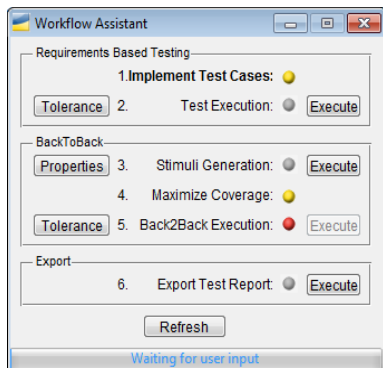 Workflow Assistant
Requirements Based Testing
1.Implement Test Cases:
Tolerance 2. Test Execution: Execute
BackToBack
Properties 3. Stimuli Generation: Execute
4. Maximize Coverage:
Tolerance 5. Back2Back Execution: Execute
Export
6. Export Test Report: Execute
Refresh
Waiting for user input